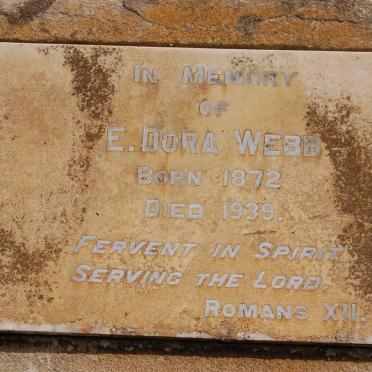 In Memory
of
E. Dora Webb
Born 1872
Died 1939.
Fervent in Spirit
Serving the Lord.
Romans XII.